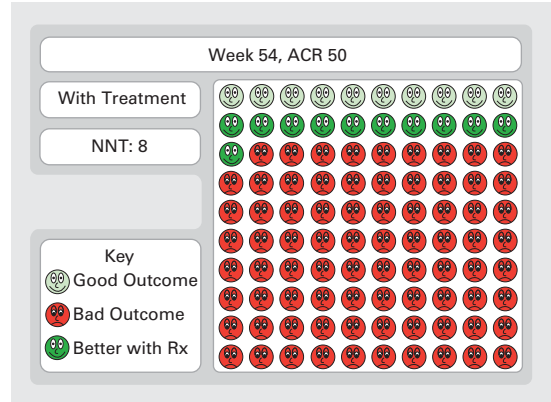 Week 54, ACR 50
With Treatment
NNT: 8
Key
Good Outcome
Bad Outcome
Better with Rx